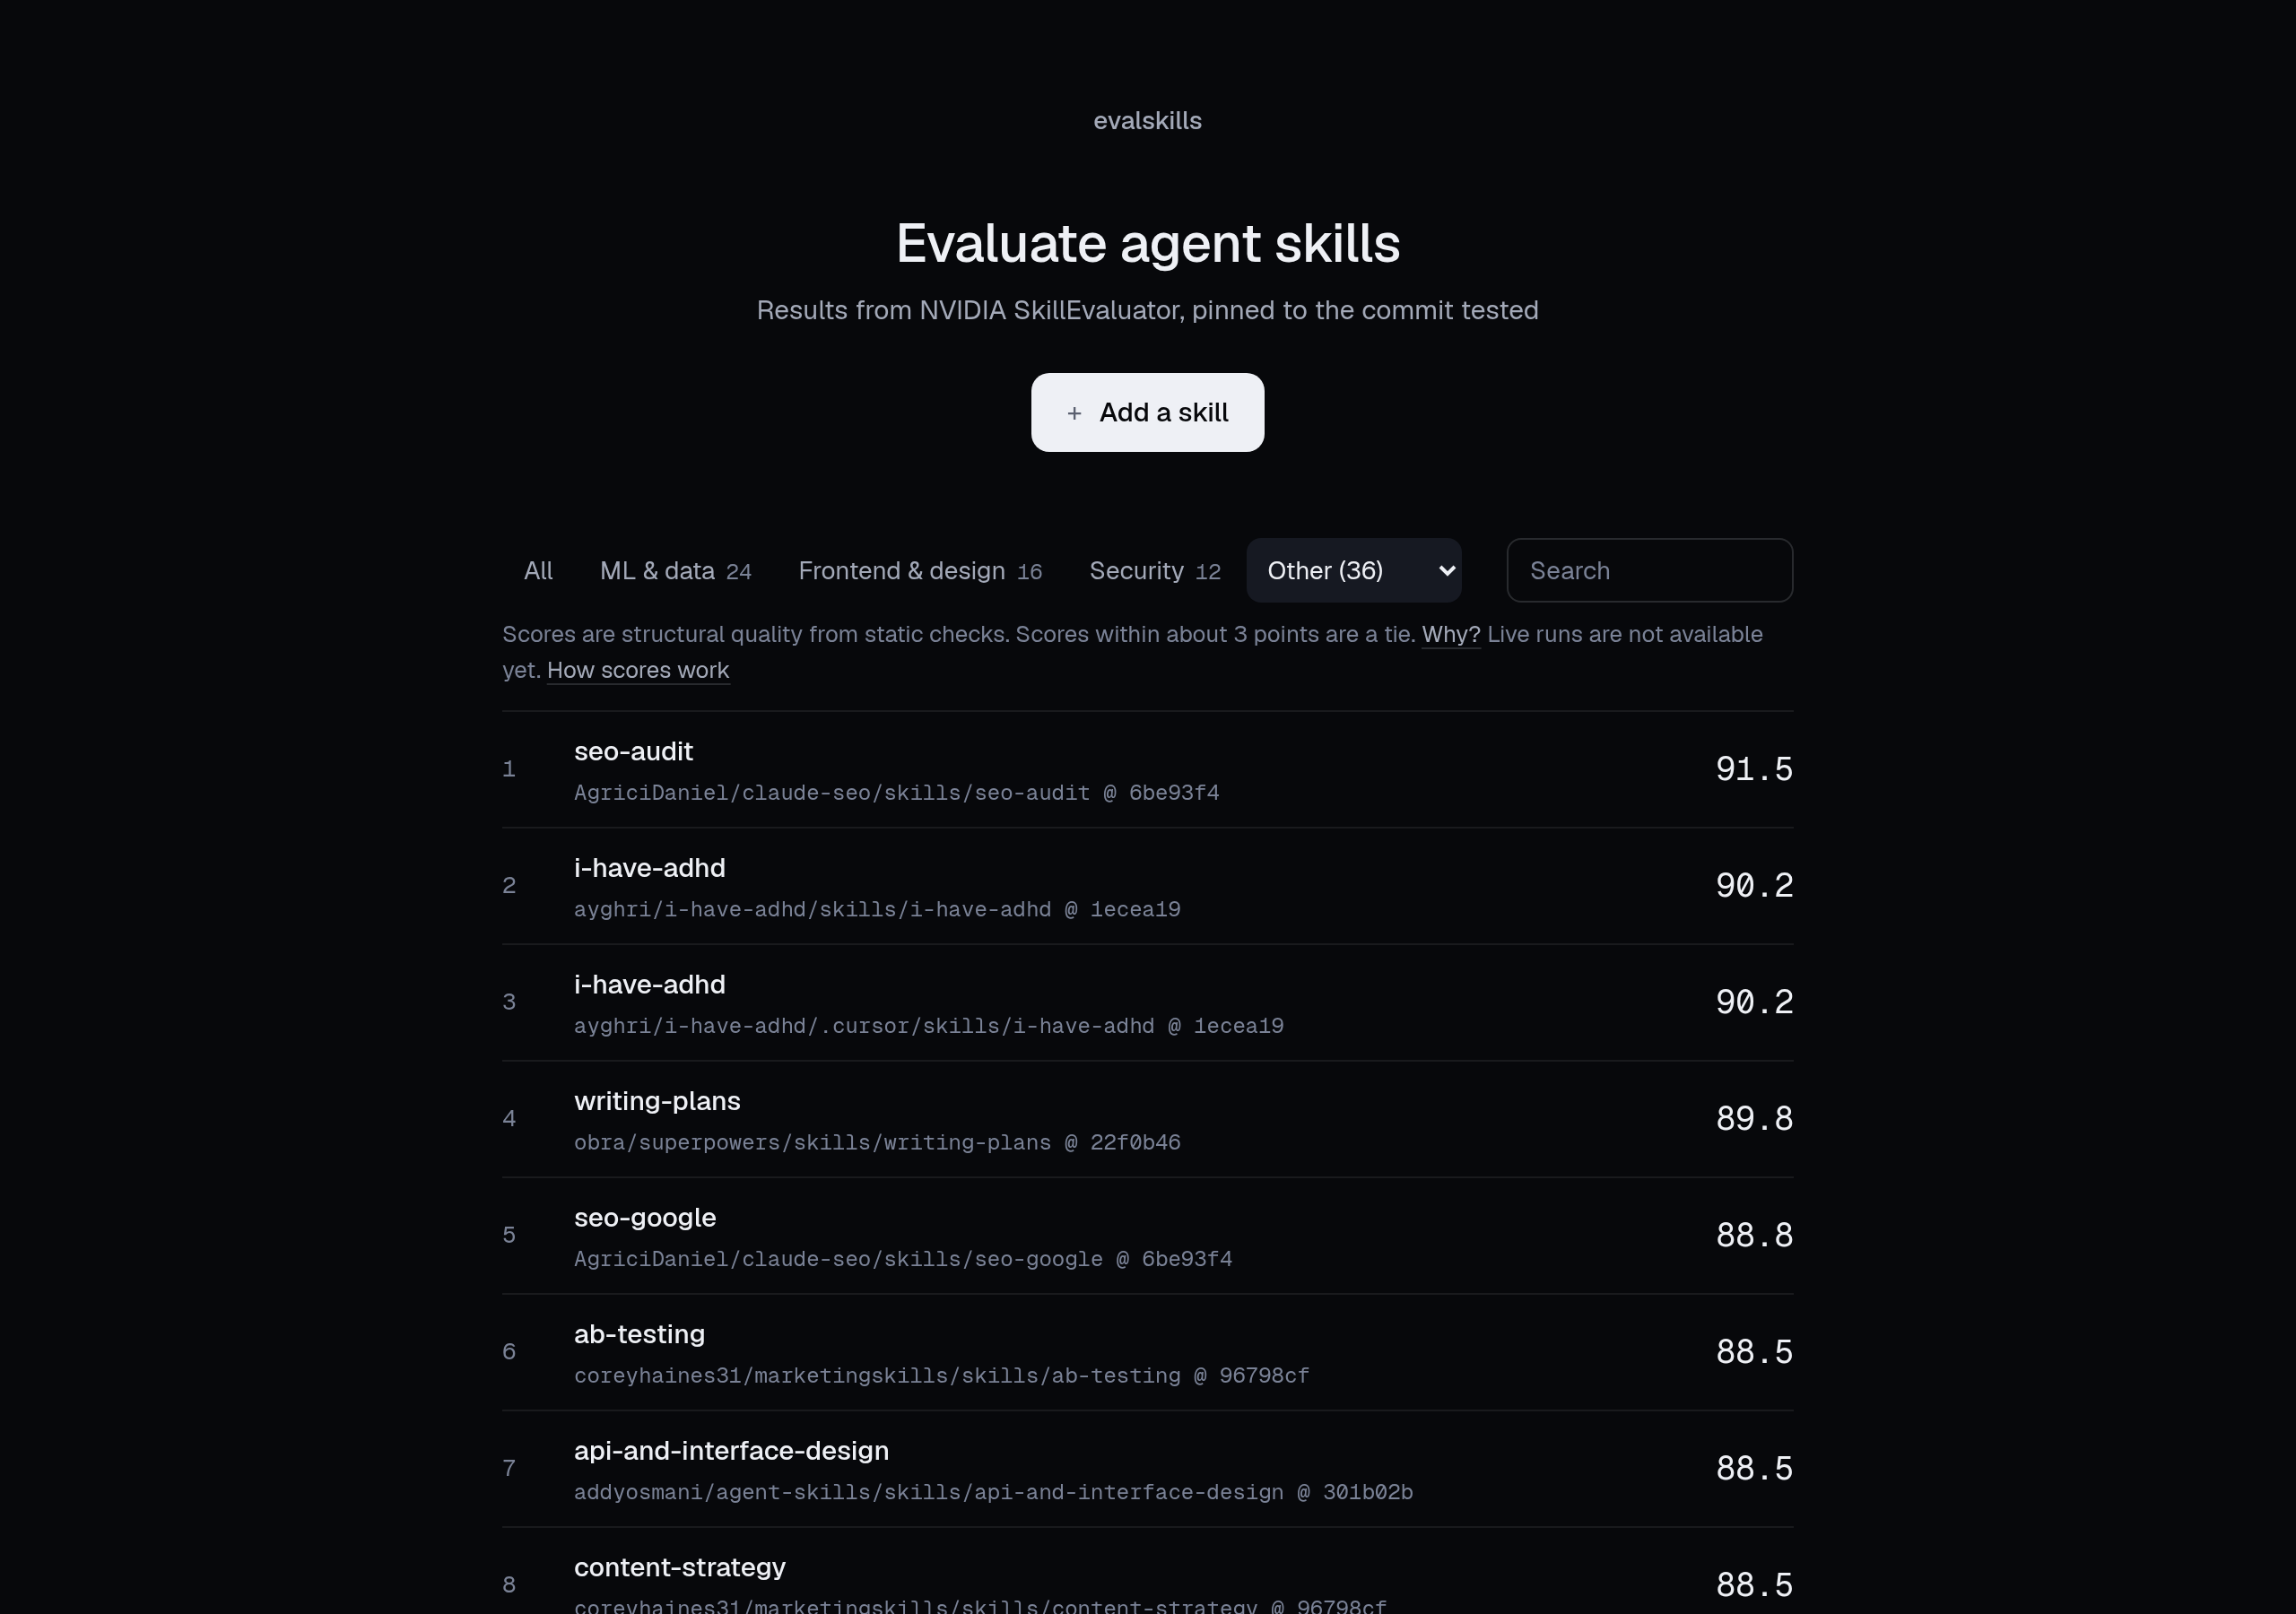 evalskills
Evaluate agent skills
Results from NVIDIA SkillEvaluator, pinned to the commit tested
+ Add a skill
All ML & data 24 Frontend & design 16 Security 12 Other (36) Search
Scores are structural quality from static checks. Scores within about 3 points are a tie. Why? Live runs are not available
yet. How scores work
1 seo-audit 91.5
AgriciDaniel/claude-seo/skills/seo-audit @ 6be93f4
2 i-have-adhd 90.2
ayghri/i-have-adhd/skills/i-have-adhd @ 1ecea19
3 i-have-adhd 90.2
ayghri/i-have-adhd/.cursor/skills/i-have-adhd @ 1ecea19
4 writing-plans 89.8
obra/superpowers/skills/writing-plans @ 22f0b46
5 seo-google 88.8
AgriciDaniel/claude-seo/skills/seo-google @ 6be93f4
6 ab-testing 88.5
coreyhaines31/marketingskills/skills/ab-testing @ 96798cf
7 api-and-interface-design 88.5
addyosmani/agent-skills/skills/api-and-interface-design @ 301b02b
8 content-strategy 88.5
coreyhaines31/marketingskills/skills/content-strategy @ 96798cf